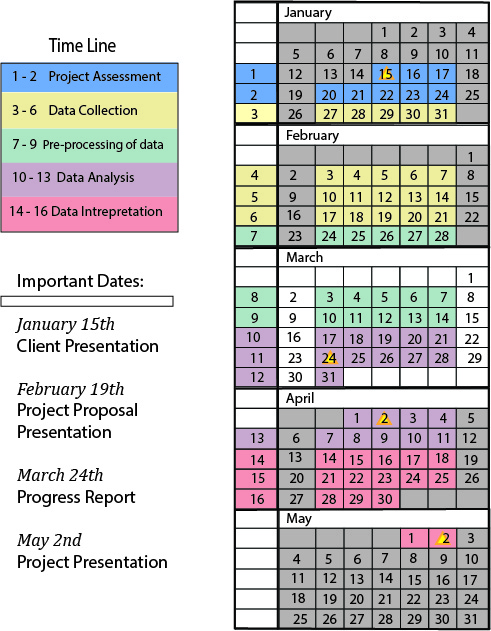 Time Line
1 - 2 Project Assessment
3 - 6 Data Collection
7 - 9 Pre-processing of data
10 - 13 Data Analysis
14 - 16 Data Intrepretation
Important Dates:
January 15th
Client Presentation
February 19th
Project Proposal
Presentation
March 24th
Progress Report
May 2nd
Project Presentation
January
1 2 3 4
5 6 7 8 9 10 11
1 12 13 14 15 16 17 18
2 19 20 21 22 23 24 25
3 26 27 28 29 30 31
February
1
4 2 3 4 5 6 7 8
5 9 10 11 12 13 14 15
6 16 17 18 19 20 21 22
7 23 24 25 26 27 28
March
1
8 2 3 4 5 6 7 8
9 9 10 11 12 13 14 15
10 16 17 18 19 20 21 22
11 23 24 25 26 27 28 29
12 30 31
April
1 2 3 4 5
13 6 7 8 9 10 11 12
14 13 14 15 16 17 18 19
15 20 21 22 23 24 25 26
16 27 28 29 30
May
1 2 3
4 5 6 7 8 9 10
11 12 13 14 15 16 17
18 19 20 21 22 23 24
25 26 27 28 29 30 31